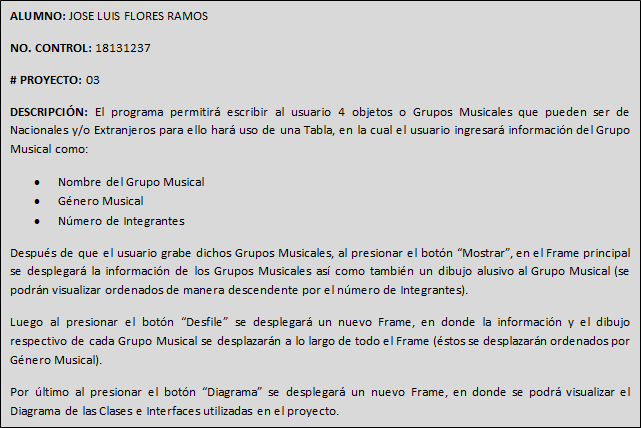 ALUMNO: JOSE LUIS FLORES RAMOS
NO. CONTROL: 18131237
# PROYECTO: 03
DESCRIPCIÓN: El programa permitirá escribir al usuario 4 objetos o Grupos Musicales que pueden ser de
Nacionales y/o Extranjeros para ello hará uso de una Tabla, en la cual el usuario ingresará información del Grupo
Musical como:
• Nombre del Grupo Musical
• Género Musical
• Número de Integrantes
Después de que el usuario grabe dichos Grupos Musicales, al presionar el botón “Mostrar”, en el Frame principal
se desplegará la información de los Grupos Musicales así como también un dibujo alusivo al Grupo Musical (se
podrán visualizar ordenados de manera descendente por el número de Integrantes).
Luego al presionar el botón “Desfile” se desplegará un nuevo Frame, en donde la información y el dibujo
respectivo de cada Grupo Musical se desplazarán a lo largo de todo el Frame (éstos se desplazarán ordenados por
Género Musical).
Por último al presionar el botón “Diagrama” se desplegará un nuevo Frame, en donde se podrá visualizar el
Diagrama de las Clases e Interfaces utilizadas en el proyecto.